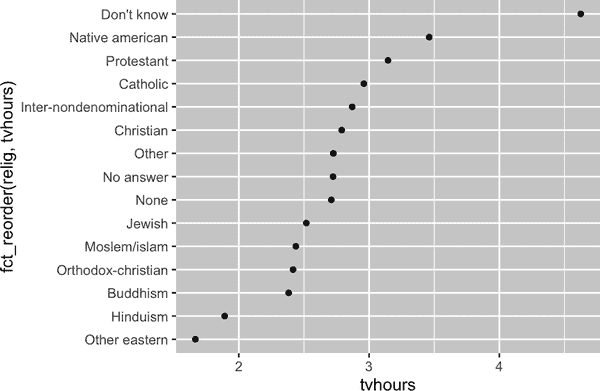 Don't know
Native american
Protestant
Catholic
Inter-nondenominational
Christian
Other
No answer
None
Jewish
Moslem/islam
Orthodox-christian
Buddhism
Hinduism
Other eastern
fct_reorder(relig, tvhours)
2 3 4
tvhours